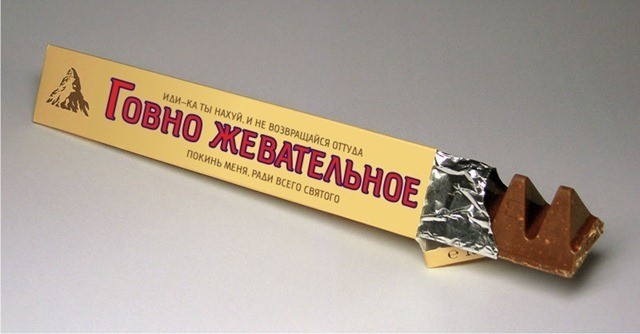 ИДИ-КА ТЫ НАХУЙ, И НЕ ВОЗВРАЩАЙСЯ ОТТУДА
ГОВНО ЖЕВАТЕЛЬНОЕ
ПОКИНЬ МЕНЯ, РАДИ ВСЕГО СВЯТОГО